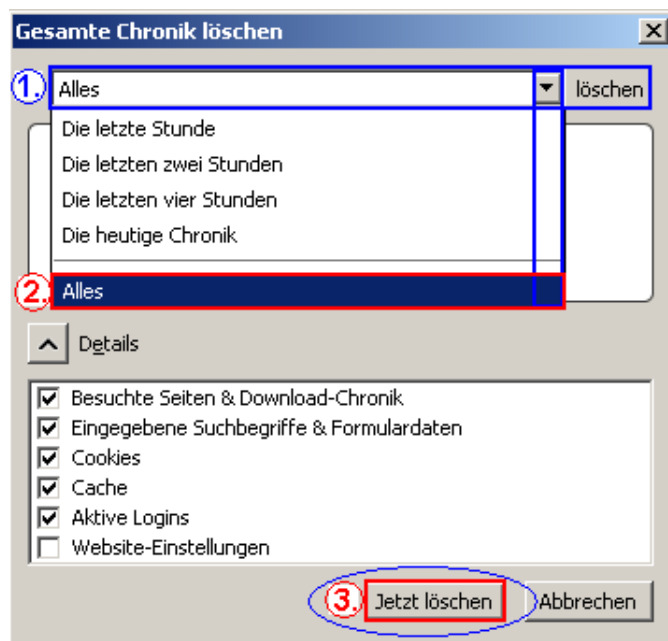 Gesamte Chronik löschen
1. Alles löschen
Die letzte Stunde
Die letzten zwei Stunden
Die letzten vier Stunden
Die heutige Chronik
2. Alles
Details
Besuchte Seiten & Download-Chronik
Eingegebene Suchbegriffe & Formulardaten
Cookies
Cache
Aktive Logins
Website-Einstellungen
3. Jetzt löschen Abbrechen